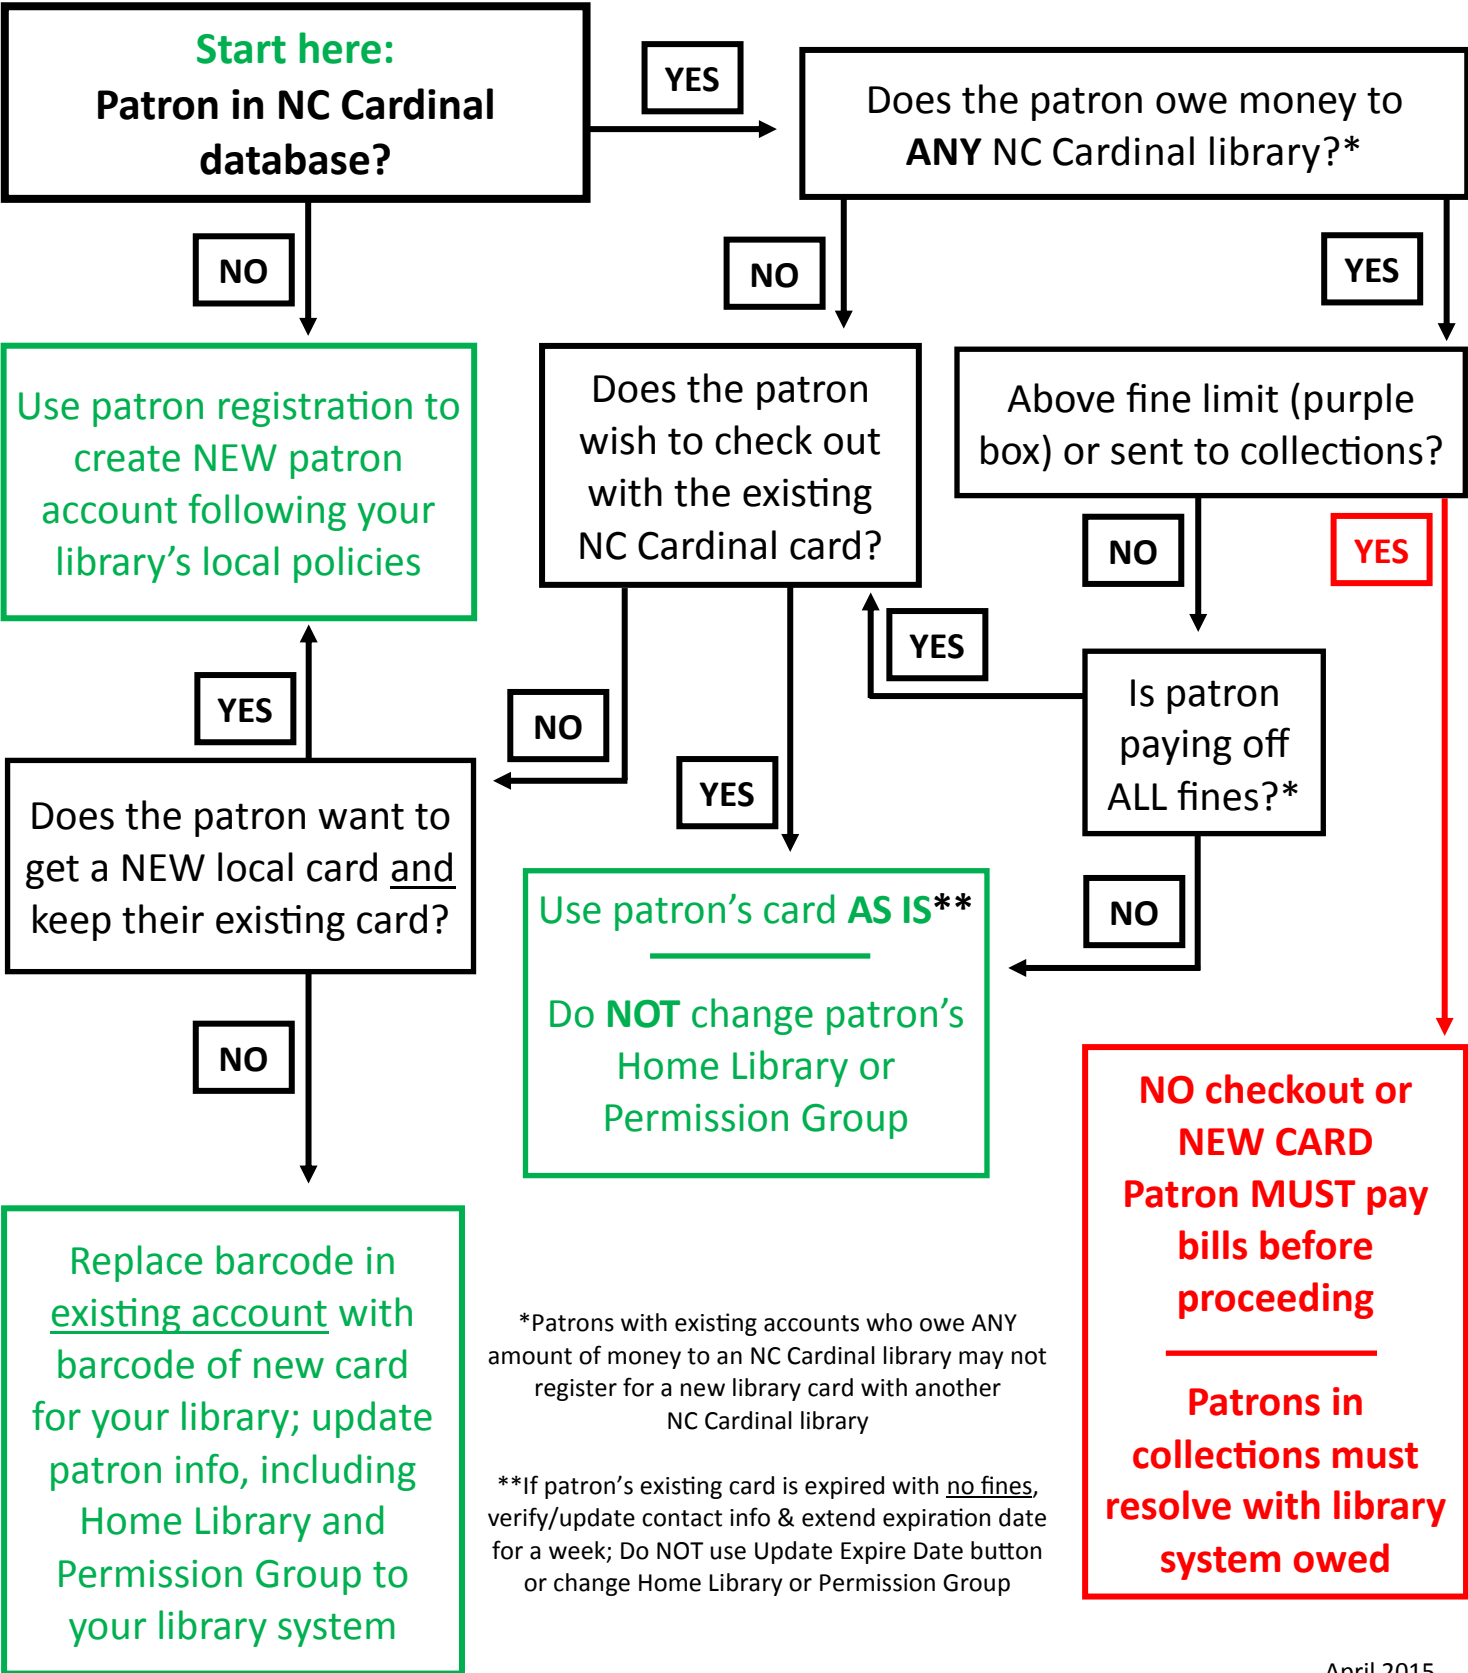 Start here:
Patron in NC Cardinal
database?
YES
Does the patron owe money to
ANY NC Cardinal library?*
NO
NO
YES
Use patron registration to
create NEW patron
account following your
library’s local policies
Does the patron
wish to check out
with the existing
NC Cardinal card?
Above fine limit (purple
box) or sent to collections?
NO
YES
YES
Is patron
paying off
ALL fines?*
YES
NO
YES
NO
Does the patron want to
get a NEW local card and
keep their existing card?
NO
Use patron’s card AS IS**
Do NOT change patron’s
Home Library or
Permission Group
NO checkout or
NEW CARD
Patron MUST pay
bills before
proceeding
Patrons in
collections must
resolve with library
system owed
Replace barcode in
existing account with
barcode of new card
for your library; update
patron info, including
Home Library and
Permission Group to
your library system
*Patrons with existing accounts who owe ANY
amount of money to an NC Cardinal library may not
register for a new library card with another
NC Cardinal library
**If patron’s existing card is expired with no fines,
verify/update contact info & extend expiration date
for a week; Do NOT use Update Expire Date button
or change Home Library or Permission Group
April 2015